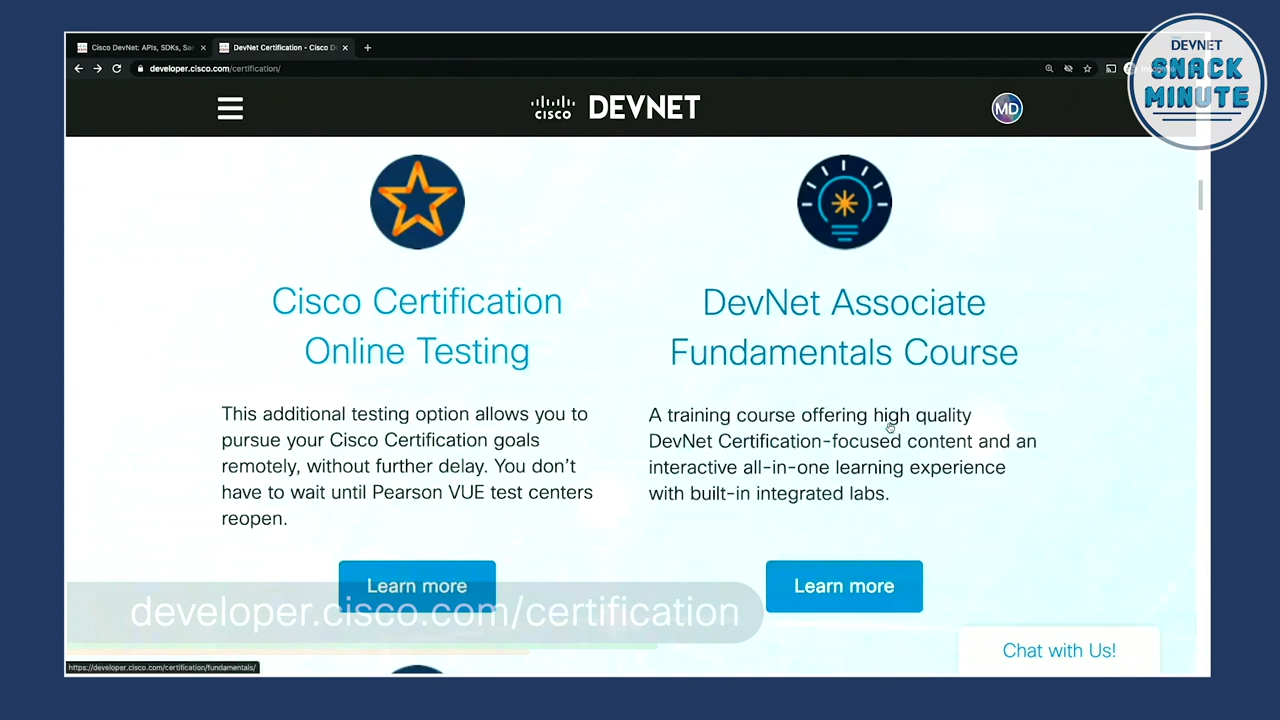 DEVNET
SNACK
MINUTE
Cisco DevNet: APIs, SDKs, San
DevNet Certification - Cisco D
developer.cisco.com/certification/
CISCO DEVNET
MD
Cisco Certification
Online Testing
This additional testing option allows you to
pursue your Cisco Certification goals
remotely, without further delay. You don't
have to wait until Pearson VUE test centers
reopen.
Learn more
DevNet Associate
Fundamentals Course
A training course offering high quality
DevNet Certification-focused content and an
interactive all-in-one learning experience
with built-in integrated labs.
Learn more
developer.cisco.com/certification
Chat with Us!
https://developer.cisco.com/certification/fundamentals/